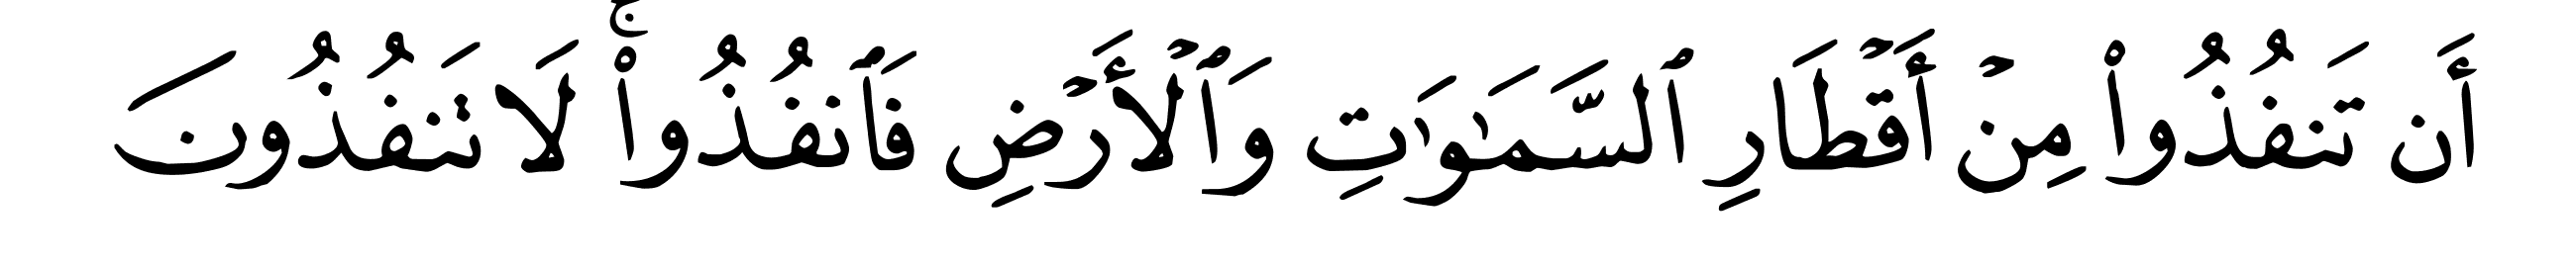 أَن تَنفُذُوا۟ مِنۡ أَقۡطَارِ ٱلسَّمَـٰوَٰتِ وَٱلۡأَرۡضِ فَٱنفُذُوا۟ۚ لَا تَنفُذُونَ